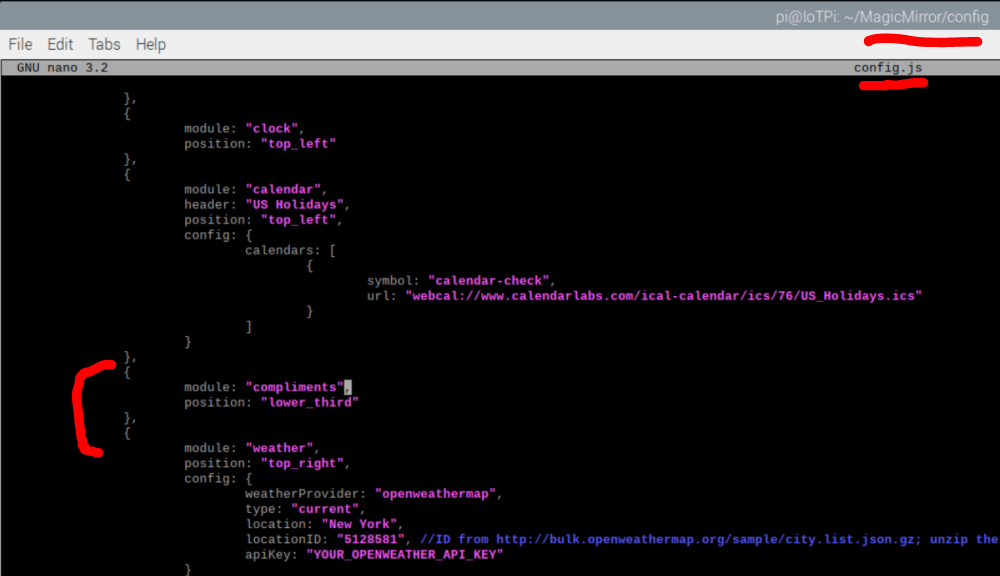 pi@IoTPi: ~/MagicMirror/config
File Edit Tabs Help
GNU nano 3.2 config.js
},
{
module: "clock",
position: "top_left"
},
{
module: "calendar",
header: "US Holidays",
position: "top_left",
config: {
calendars: [
{
symbol: "calendar-check",
url: "webcal://www.calendarlabs.com/ical-calendar/ics/76/US_Holidays.ics"
}
]
}
},
{
module: "compliments",
position: "lower_third"
},
{
module: "weather",
position: "top_right",
config: {
weatherProvider: "openweathermap",
type: "current",
location: "New York",
locationID: "5128581", //ID from http://bulk.openweathermap.org/sample/city.list.json.gz; unzip the
apiKey: "YOUR_OPENWEATHER_API_KEY"
}